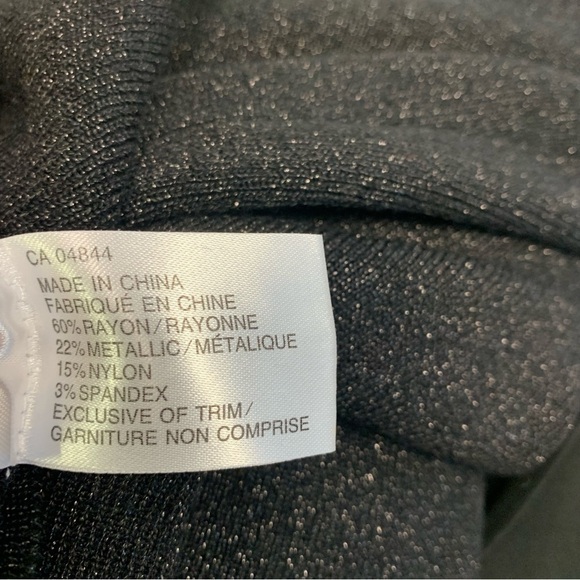 CA 04844
MADE IN CHINA
FABRIQUÉ EN CHINE
60%RAYON/RAYONNE
22%METALLIC/MÉTALIQUE
15%NYLON
3%SPANDEX
EXCLUSIVE OF TRIM/
GARNITURE NON COMPRISE